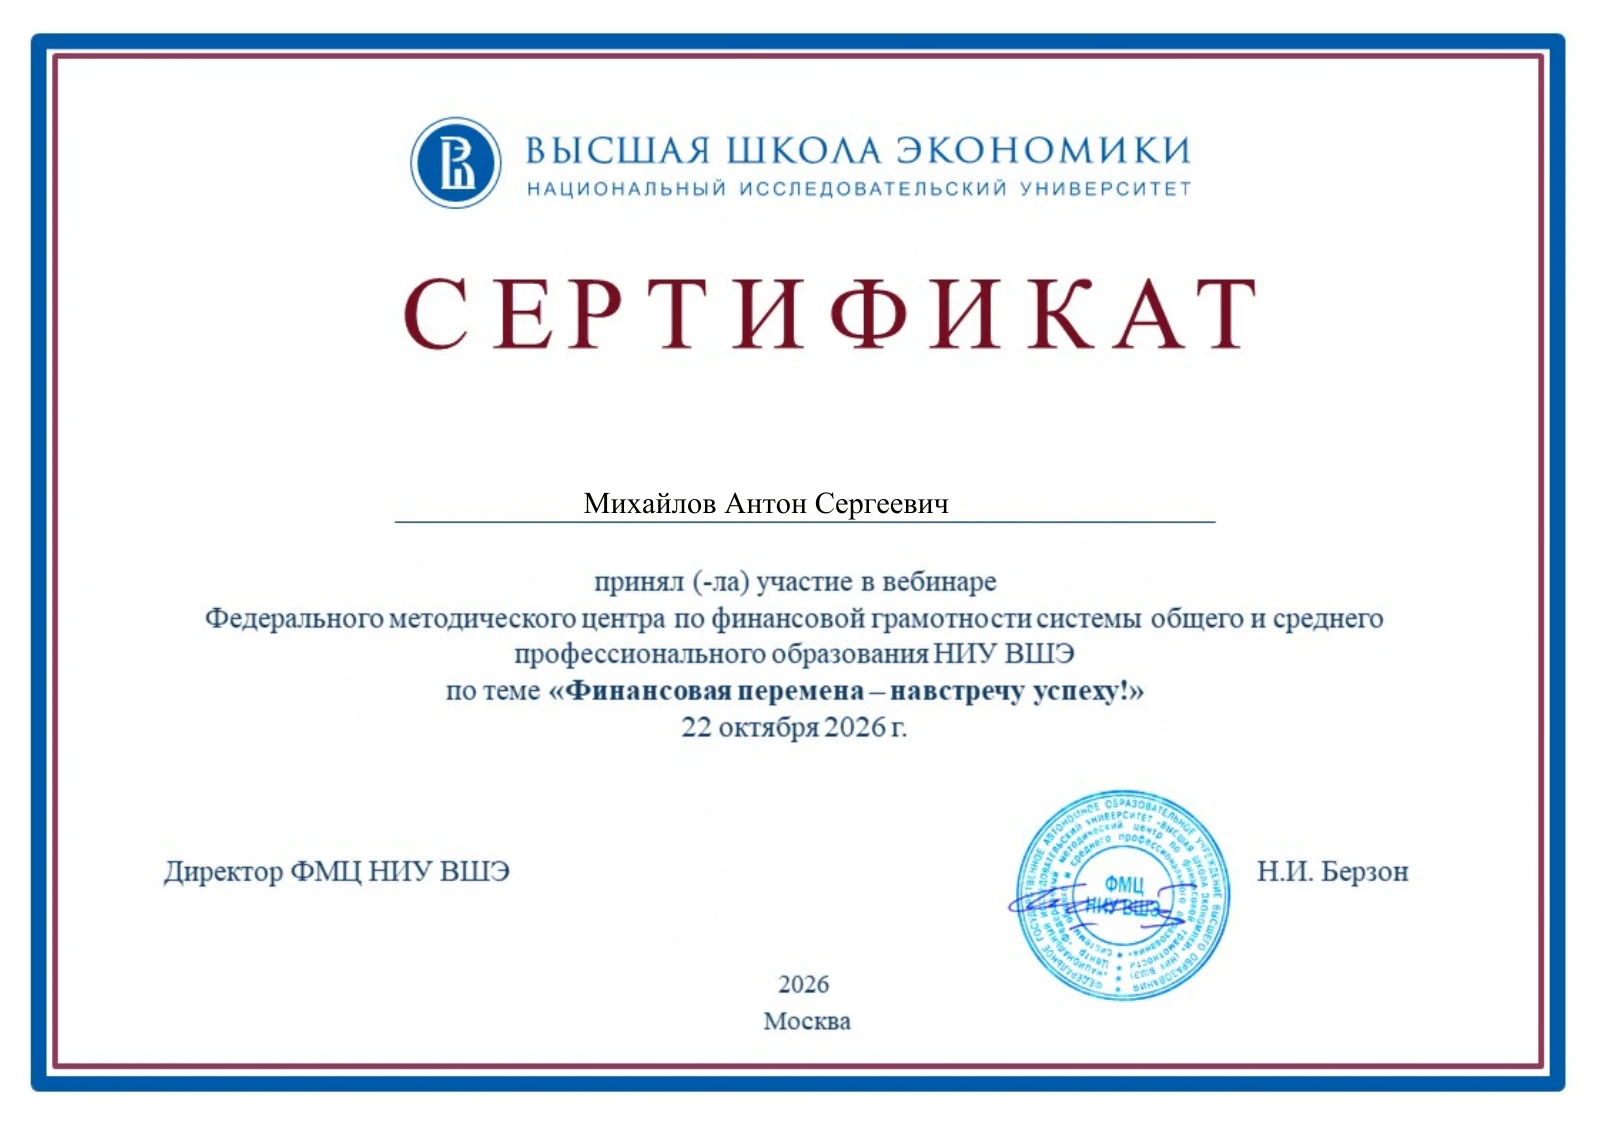 ВЫСШАЯ ШКОЛА ЭКОНОМИКИ
НАЦИОНАЛЬНЫЙ ИССЛЕДОВАТЕЛЬСКИЙ УНИВЕРСИТЕТ
СЕРТИФИКАТ
Михайлов Антон Сергеевич
принял (-ла) участие в вебинаре
Федерального методического центра по финансовой грамотности системы общего и среднего
профессионального образования НИУ ВШЭ
по теме «Финансовая перемена – навстречу успеху!»
22 октября 2026 г.
Директор ФМЦ НИУ ВШЭ
ФМЦ
НИУ ВШЭ
Н.И. Берзон
2026
Москва